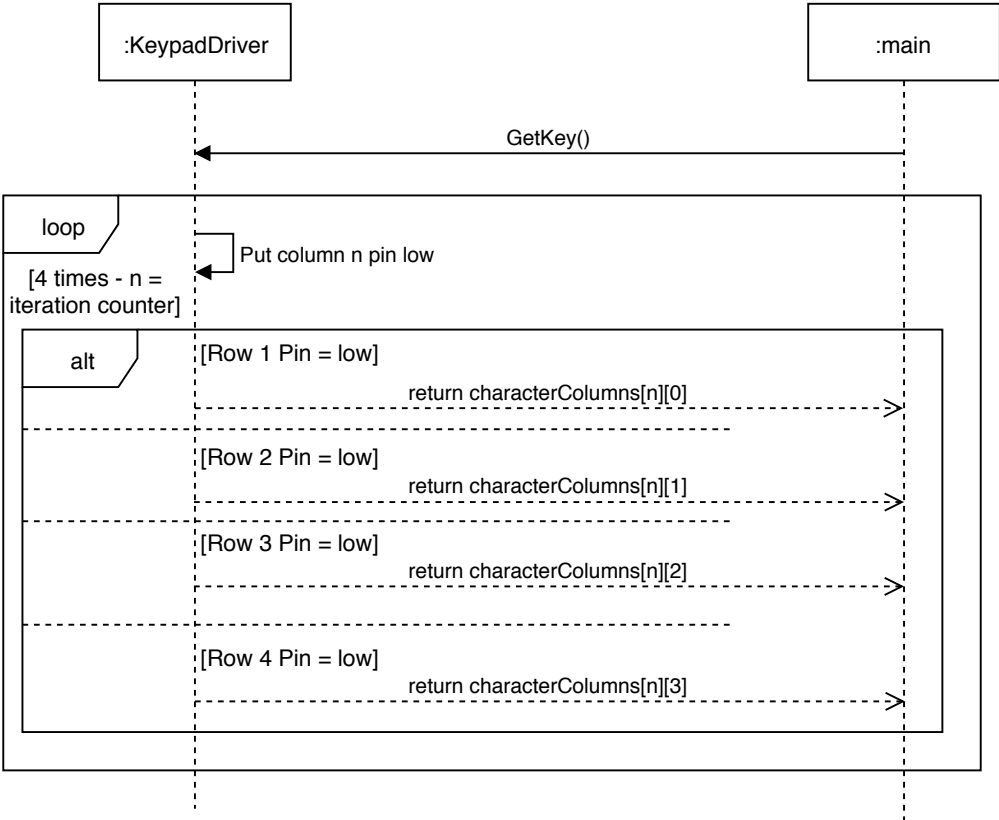 :KeypadDriver
:main
GetKey()
loop
Put column n pin low
[4 times - n =
iteration counter]
alt
[Row 1 Pin = low]
return characterColumns[n][0]
[Row 2 Pin = low]
return characterColumns[n][1]
[Row 3 Pin = low]
return characterColumns[n][2]
[Row 4 Pin = low]
return characterColumns[n][3]